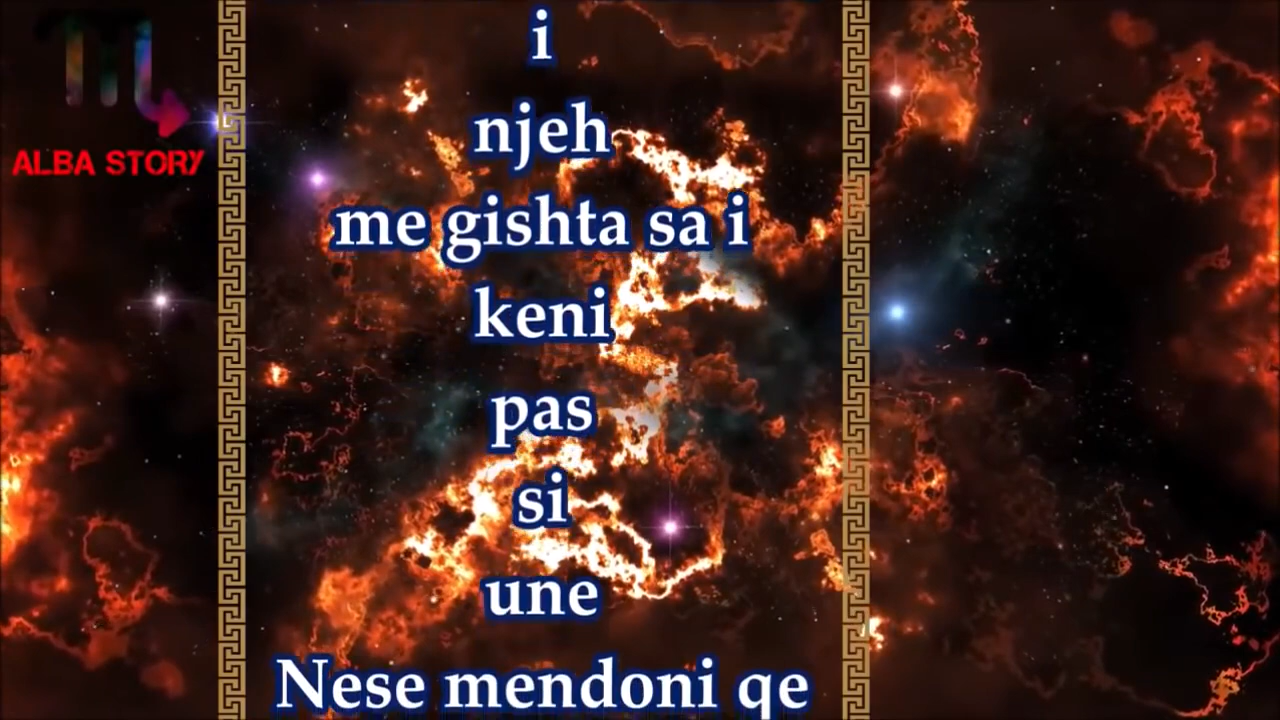 ALBA STORY
i
njeh
me gishta sa i
keni
pas
si
une
Nese mendoni qe